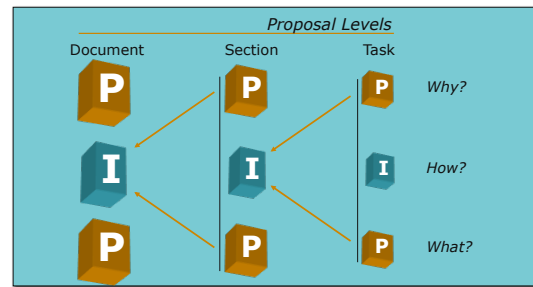 Proposal Levels
Document Section Task
P P P Why?
I I I How?
P P P What?